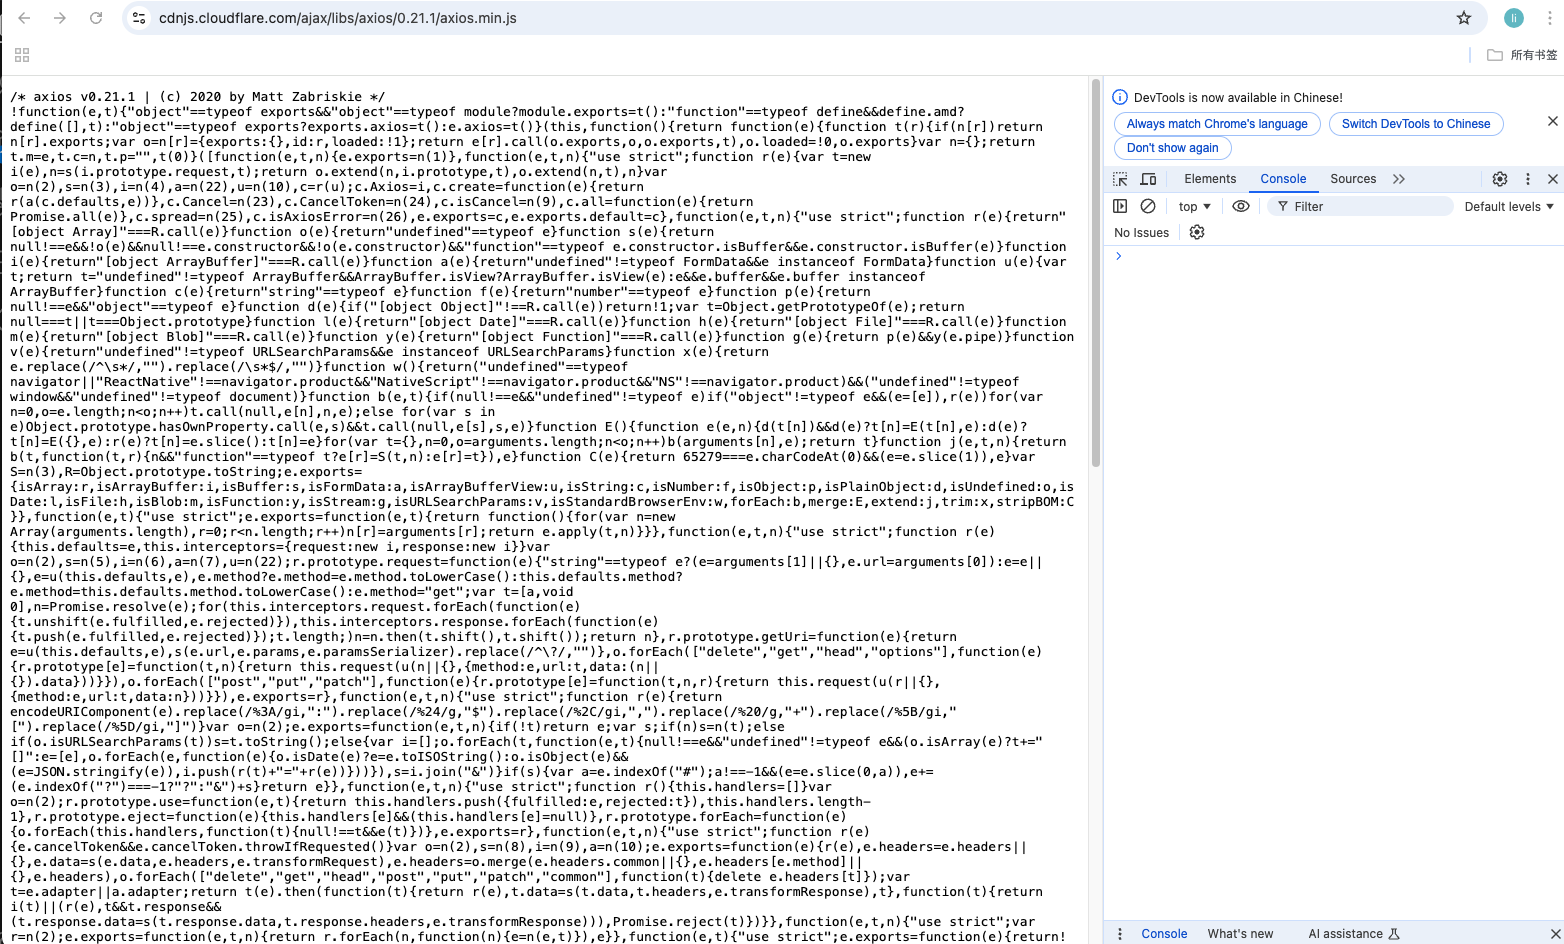 cdnjs.cloudflare.com/ajax/libs/axios/0.21.1/axios.min.js
li
所有书签
/* axios v0.21.1 | (c) 2020 by Matt Zabriskie */
!function(e,t){"object"==typeof exports&&"object"==typeof module?module.exports=t():"function"==typeof define&&define.amd?
define([],t):"object"==typeof exports?exports.axios=t():e.axios=t()}(this,function(){return function(e){function t(r){if(n[r])return
n[r].exports;var o=n[r]={exports:{},id:r,loaded:!1};return e[r].call(o.exports,o,o.exports,t),o.loaded=!0,o.exports}var n={};return
t.m=e,t.c=n,t.p="",t(0)}([function(e,t,n){e.exports=n(1)},function(e,t,n){"use strict";function r(e){var t=new
i(e),n=s(i.prototype.request,t);return o.extend(n,i.prototype,t),o.extend(n,t),n}var
o=n(2),s=n(3),i=n(4),a=n(22),u=n(10),c=r(u);c.Axios=i,c.create=function(e){return
r(a(c.defaults,e))},c.Cancel=n(23),c.CancelToken=n(24),c.isCancel=n(9),c.all=function(e){return
Promise.all(e)},c.spread=n(25),c.isAxiosError=n(26),e.exports=c,e.exports.default=c},function(e,t,n){"use strict";function r(e){return"
[object Array]"===R.call(e)}function o(e){return"undefined"==typeof e}function s(e){return
null!==e&&!o(e)&&null!==e.constructor&&!o(e.constructor)&&"function"==typeof e.constructor.isBuffer&&e.constructor.isBuffer(e)}function
i(e){return"[object ArrayBuffer]"===R.call(e)}function a(e){return"undefined"!=typeof FormData&&e instanceof FormData}function u(e){var
t;return t="undefined"!=typeof ArrayBuffer&&ArrayBuffer.isView?ArrayBuffer.isView(e):e&&e.buffer&&e.buffer instanceof
ArrayBuffer}function c(e){return"string"==typeof e}function f(e){return"number"==typeof e}function p(e){return
null!==e&&"object"==typeof e}function d(e){if("[object Object]"!==R.call(e))return!1;var t=Object.getPrototypeOf(e);return
null===t||t===Object.prototype}function l(e){return"[object Date]"===R.call(e)}function h(e){return"[object File]"===R.call(e)}function
m(e){return"[object Blob]"===R.call(e)}function y(e){return"[object Function]"===R.call(e)}function g(e){return p(e)&&y(e.pipe)}function
v(e){return"undefined"!=typeof URLSearchParams&&e instanceof URLSearchParams}function x(e){return
e.replace(/^\s*/,"").replace(/\s*$/,"")}function w(){return("undefined"==typeof
navigator||"ReactNative"!==navigator.product&&"NativeScript"!==navigator.product&&"NS"!==navigator.product)&&("undefined"!=typeof
window&&"undefined"!=typeof document)}function b(e,t){if(null!==e&&"undefined"!=typeof e)if("object"!=typeof e&&(e=[e]),r(e))for(var
n=0,o=e.length;n<o;n++)t.call(null,e[n],n,e);else for(var s in
e)Object.prototype.hasOwnProperty.call(e,s)&&t.call(null,e[s],s,e)}function E(){function e(e,n){d(t[n])&&d(e)?t[n]=E(t[n],e):d(e)?
t[n]=E({},e):r(e)?t[n]=e.slice():t[n]=e}for(var t={},n=0,o=arguments.length;n<o;n++)b(arguments[n],e);return t}function j(e,t,n){return
b(t,function(t,r){n&&"function"==typeof t?e[r]=S(t,n):e[r]=t}),e}function C(e){return 65279===e.charCodeAt(0)&&(e=e.slice(1)),e}var
S=n(3),R=Object.prototype.toString;e.exports=
{isArray:r,isArrayBuffer:i,isBuffer:s,isFormData:a,isArrayBufferView:u,isString:c,isNumber:f,isObject:p,isPlainObject:d,isUndefined:o,is
Date:l,isFile:h,isBlob:m,isFunction:y,isStream:g,isURLSearchParams:v,isStandardBrowserEnv:w,forEach:b,merge:E,extend:j,trim:x,stripBOM:C
}},function(e,t){"use strict";e.exports=function(e,t){return function(){for(var n=new
Array(arguments.length),r=0;r<n.length;r++)n[r]=arguments[r];return e.apply(t,n)}}},function(e,t,n){"use strict";function r(e)
{this.defaults=e,this.interceptors={request:new i,response:new i}}var
o=n(2),s=n(5),i=n(6),a=n(7),u=n(22);r.prototype.request=function(e){"string"==typeof e?(e=arguments[1]||{},e.url=arguments[0]):e=e||
{},e=u(this.defaults,e),e.method?e.method=e.method.toLowerCase():this.defaults.method?
e.method=this.defaults.method.toLowerCase():e.method="get";var t=[a,void
0],n=Promise.resolve(e);for(this.interceptors.request.forEach(function(e)
{t.unshift(e.fulfilled,e.rejected)}),this.interceptors.response.forEach(function(e)
{t.push(e.fulfilled,e.rejected)});t.length;)n=n.then(t.shift(),t.shift());return n},r.prototype.getUri=function(e){return
e=u(this.defaults,e),s(e.url,e.params,e.paramsSerializer).replace(/^\?/,"")},o.forEach(["delete","get","head","options"],function(e)
{r.prototype[e]=function(t,n){return this.request(u(n||{},{method:e,url:t,data:(n||
{}).data}))}}),o.forEach(["post","put","patch"],function(e){r.prototype[e]=function(t,n,r){return this.request(u(r||{},
{method:e,url:t,data:n}))}}),e.exports=r},function(e,t,n){"use strict";function r(e){return
encodeURIComponent(e).replace(/%3A/gi,":").replace(/%24/g,"$").replace(/%2C/gi,",").replace(/%20/g,"+").replace(/%5B/gi,"
[").replace(/%5D/gi,"]")}var o=n(2);e.exports=function(e,t,n){if(!t)return e;var s;if(n)s=n(t);else
if(o.isURLSearchParams(t))s=t.toString();else{var i=[];o.forEach(t,function(e,t){null!==e&&"undefined"!=typeof e&&(o.isArray(e)?t+="
[]":e=[e],o.forEach(e,function(e){o.isDate(e)?e=e.toISOString():o.isObject(e)&&
(e=JSON.stringify(e)),i.push(r(t)+"="+r(e))}))}),s=i.join("&")}if(s){var a=e.indexOf("#");a!==-1&&(e=e.slice(0,a)),e+=
(e.indexOf("?")===-1?"?":"&")+s}return e}},function(e,t,n){"use strict";function r(){this.handlers=[]}var
o=n(2);r.prototype.use=function(e,t){return this.handlers.push({fulfilled:e,rejected:t}),this.handlers.length-
1},r.prototype.eject=function(e){this.handlers[e]&&(this.handlers[e]=null)},r.prototype.forEach=function(e)
{o.forEach(this.handlers,function(t){null!==t&&e(t)})},e.exports=r},function(e,t,n){"use strict";function r(e)
{e.cancelToken&&e.cancelToken.throwIfRequested()}var o=n(2),s=n(8),i=n(9),a=n(10);e.exports=function(e){r(e),e.headers=e.headers||
{},e.data=s(e.data,e.headers,e.transformRequest),e.headers=o.merge(e.headers.common||{},e.headers[e.method]||
{},e.headers),o.forEach(["delete","get","head","post","put","patch","common"],function(t){delete e.headers[t]});var
t=e.adapter||a.adapter;return t(e).then(function(t){return r(e),t.data=s(t.data,t.headers,e.transformResponse),t},function(t){return
i(t)||(r(e),t&&t.response&&
(t.response.data=s(t.response.data,t.response.headers,e.transformResponse))),Promise.reject(t)})}},function(e,t,n){"use strict";var
r=n(2);e.exports=function(e,t,n){return r.forEach(n,function(n){e=n(e,t)}),e}},function(e,t){"use strict";e.exports=function(e){return!
DevTools is now available in Chinese!
Always match Chrome's language
Switch DevTools to Chinese
Don't show again
Elements
Console
Sources
top
Filter
Default levels
No Issues
Console
What's new
AI assistance